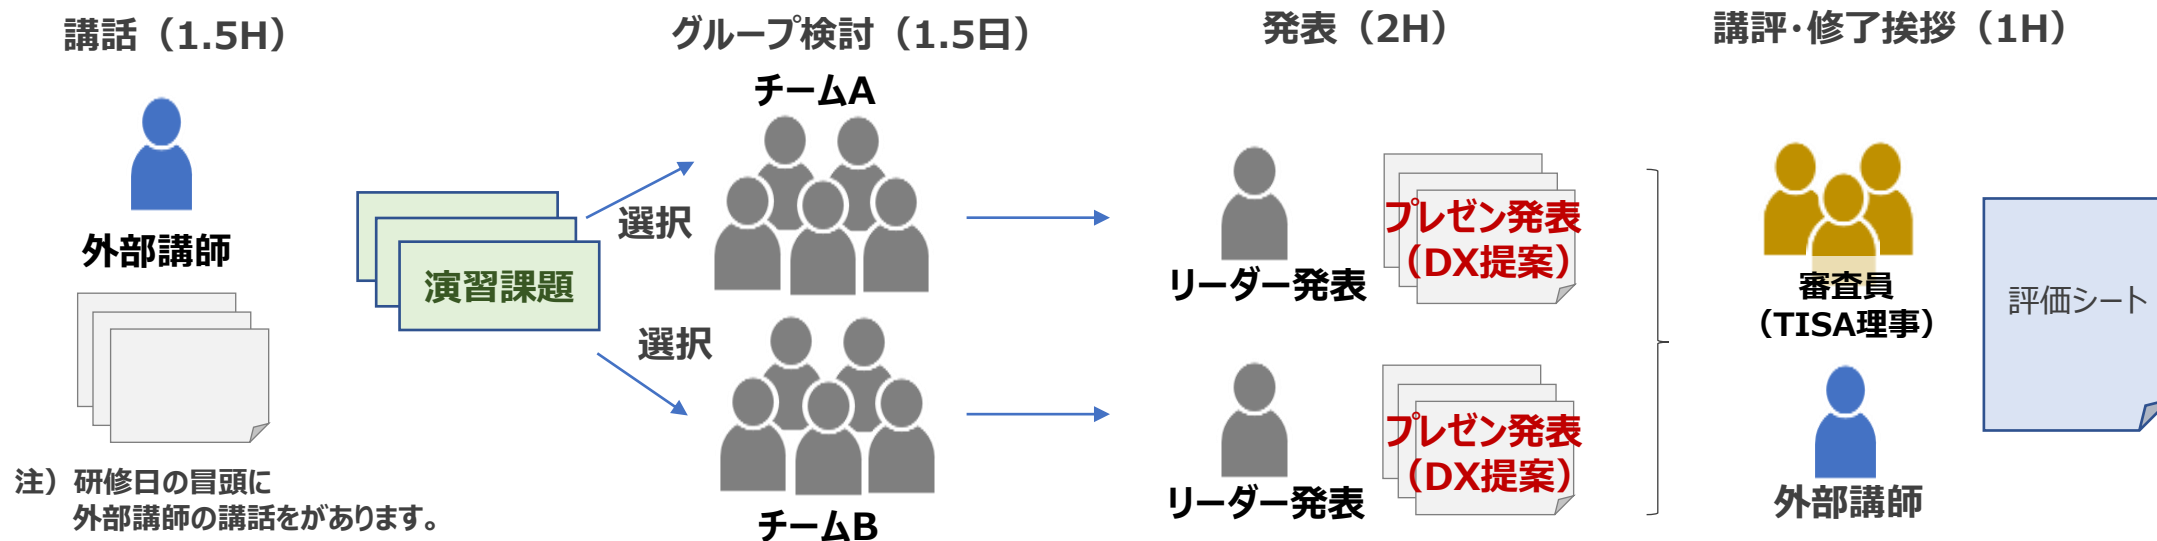 講話（1.5H）
外部講師
注）研修日の冒頭に
外部講師の講話をがあります。
演習課題
選択
選択
グループ検討（1.5日）
チームA
チームB
発表（2H）
リーダー発表
プレゼン発表
（DX提案）
リーダー発表
プレゼン発表
（DX提案）
講評･修了挨拶（1H）
審査員
（TISA理事）
外部講師
評価シート